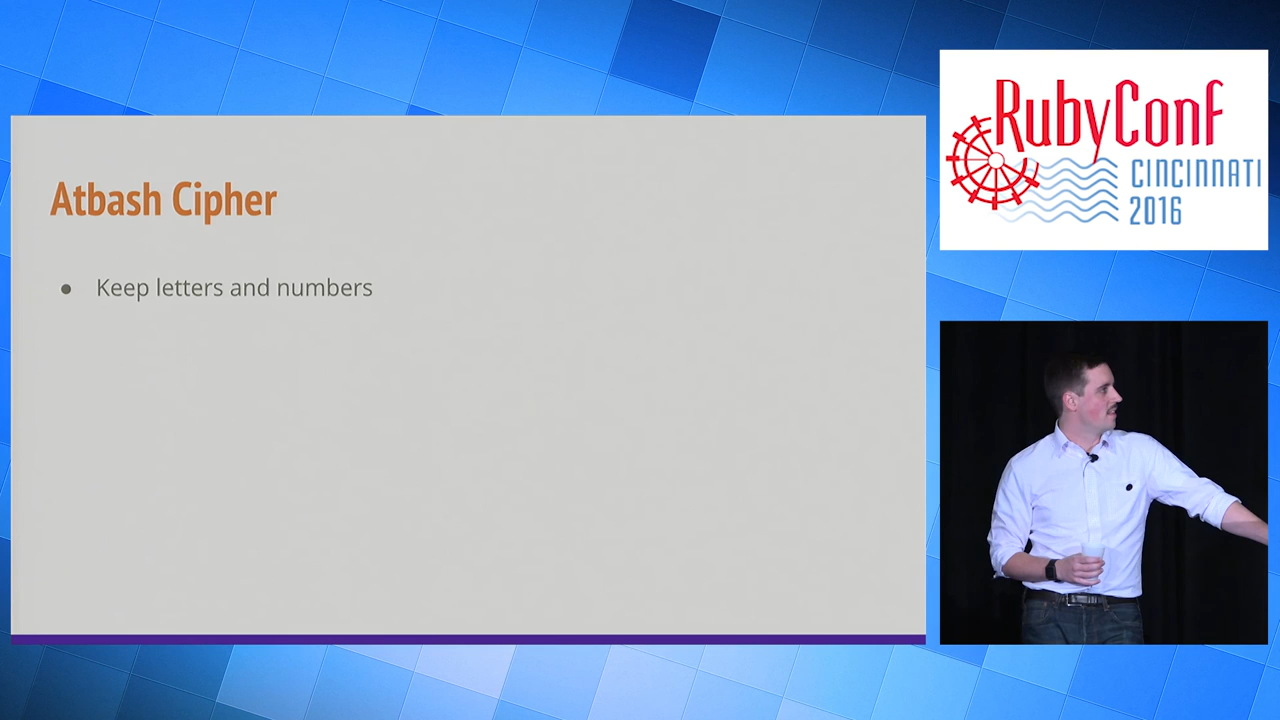 Atbash Cipher
● Keep letters and numbers
RubyConf
CINCINNATI
2016